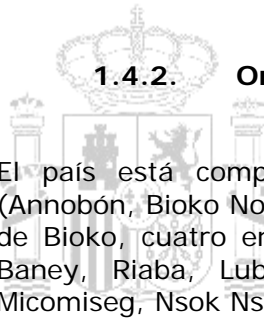 1.4.2. Or
El país está comp
(Annobón, Bioko No
de Bioko, cuatro en
Baney, Riaba, Lub
Micomiseg, Nsok Ns